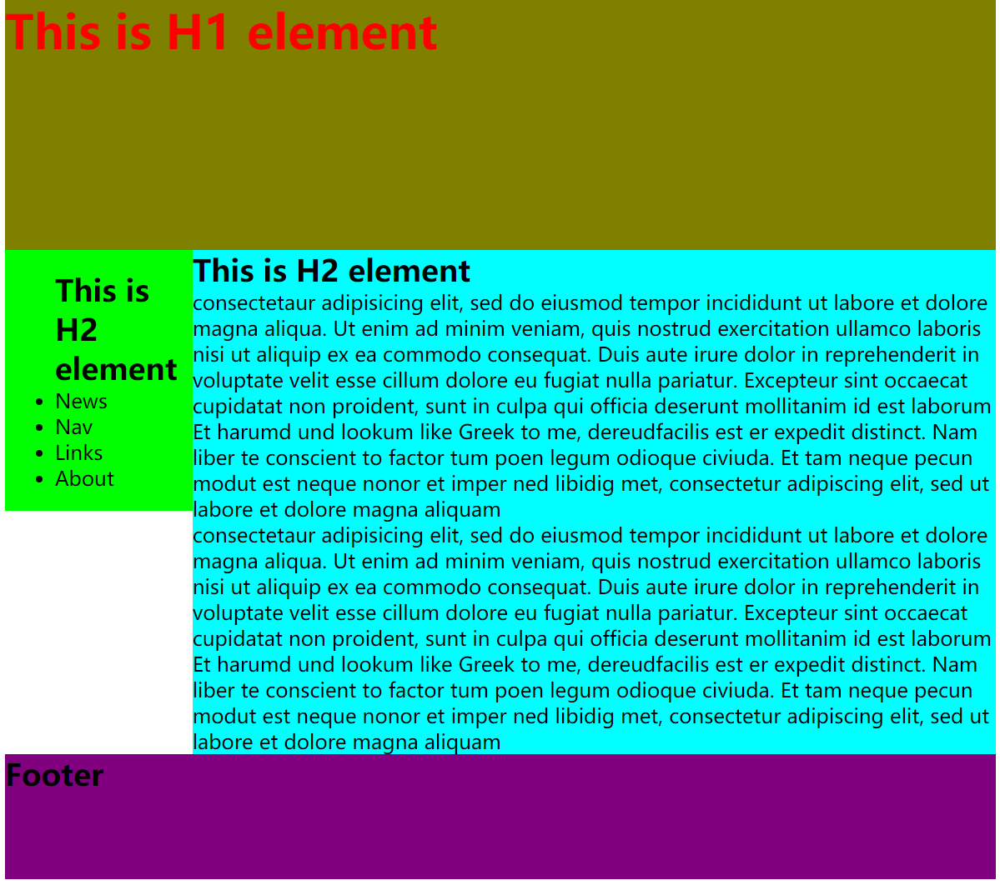 This is H1 element
This is
H2
element
News
Nav
Links
About
This is H2 element
consectetaur adipisicing elit, sed do eiusmod tempor incididunt ut labore et dolore
magna aliqua. Ut enim ad minim veniam, quis nostrud exercitation ullamco laboris
nisi ut aliquip ex ea commodo consequat. Duis aute irure dolor in reprehenderit in
voluptate velit esse cillum dolore eu fugiat nulla pariatur. Excepteur sint occaecat
cupidatat non proident, sunt in culpa qui officia deserunt mollitanim id est laborum
Et harumd und lookum like Greek to me, dereudfacilis est er expedit distinct. Nam
liber te conscient to factor tum poen legum odioque civiuda. Et tam neque pecun
modut est neque nonor et imper ned libidig met, consectetur adipiscing elit, sed ut
labore et dolore magna aliquam
consectetaur adipisicing elit, sed do eiusmod tempor incididunt ut labore et dolore
magna aliqua. Ut enim ad minim veniam, quis nostrud exercitation ullamco laboris
nisi ut aliquip ex ea commodo consequat. Duis aute irure dolor in reprehenderit in
voluptate velit esse cillum dolore eu fugiat nulla pariatur. Excepteur sint occaecat
cupidatat non proident, sunt in culpa qui officia deserunt mollitanim id est laborum
Et harumd und lookum like Greek to me, dereudfacilis est er expedit distinct. Nam
liber te conscient to factor tum poen legum odioque civiuda. Et tam neque pecun
modut est neque nonor et imper ned libidig met, consectetur adipiscing elit, sed ut
labore et dolore magna aliquam
Footer